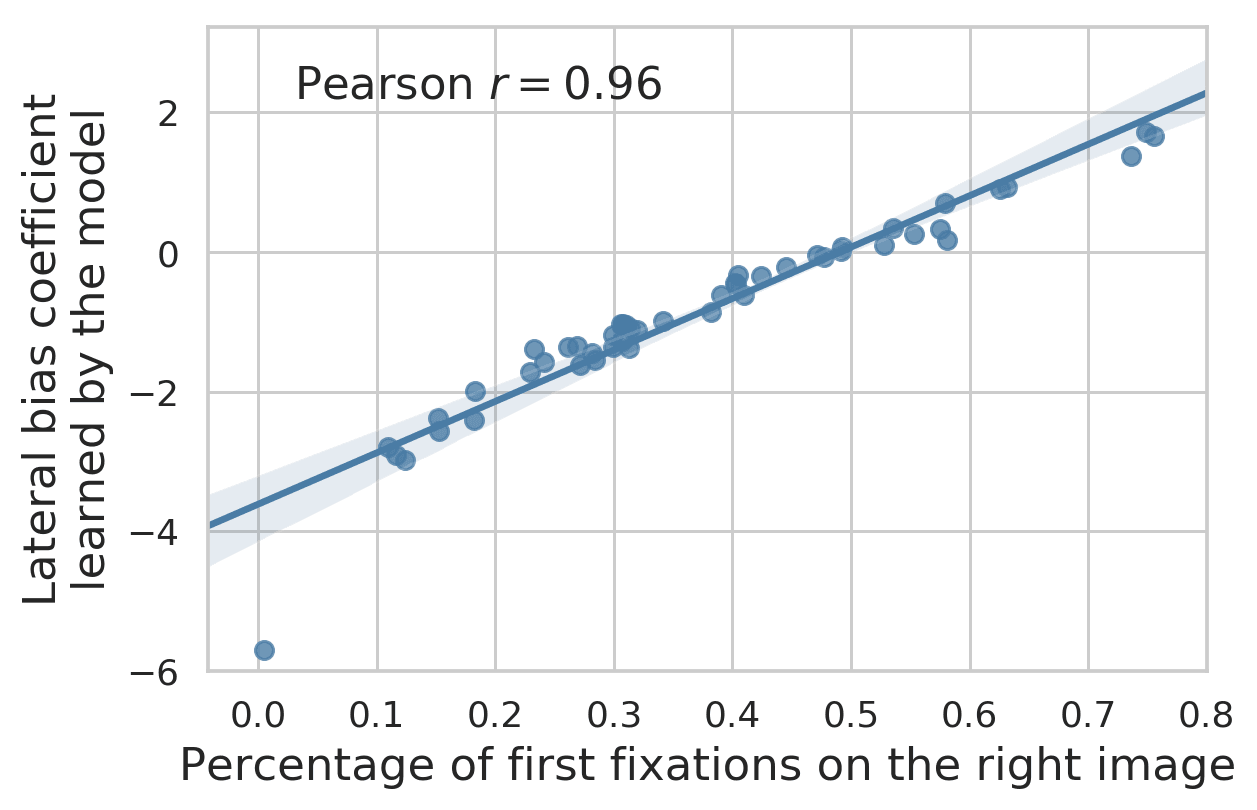 Pearson r = 0.96
Lateral bias coefficient
learned by the model
2
0
−2
−4
−6
0.0 0.1 0.2 0.3 0.4 0.5 0.6 0.7 0.8
Percentage of first fixations on the right image